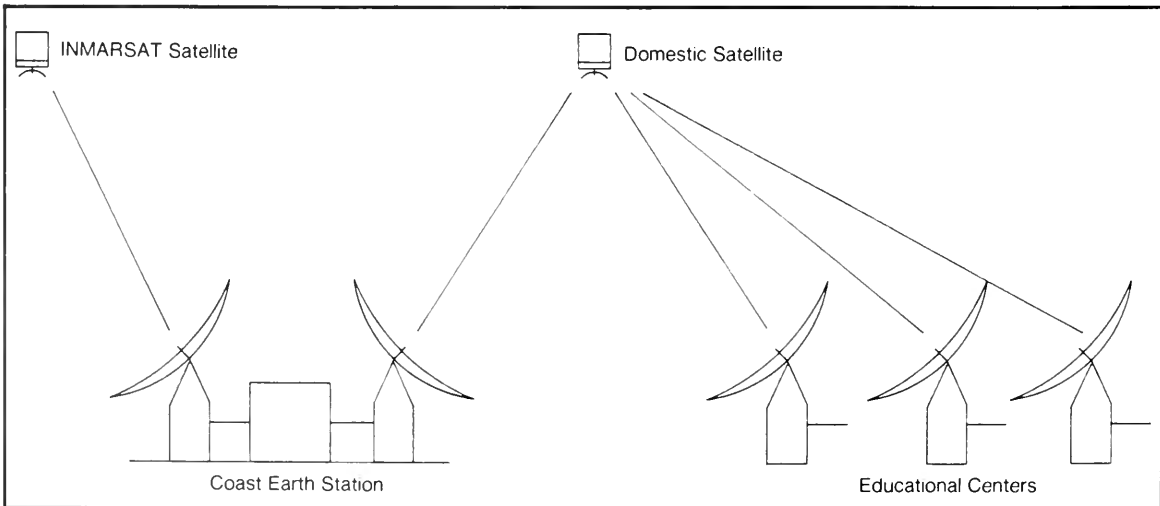 INMARSAT Satellite
Domestic Satellite
Coast Earth Station
Educational Centers